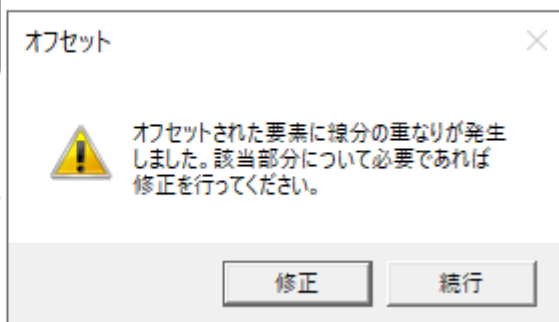 オフセット
オフセットされた要素に線分の重なりが発生
しました。該当部分について必要であれば
修正を行ってください。
修正
続行